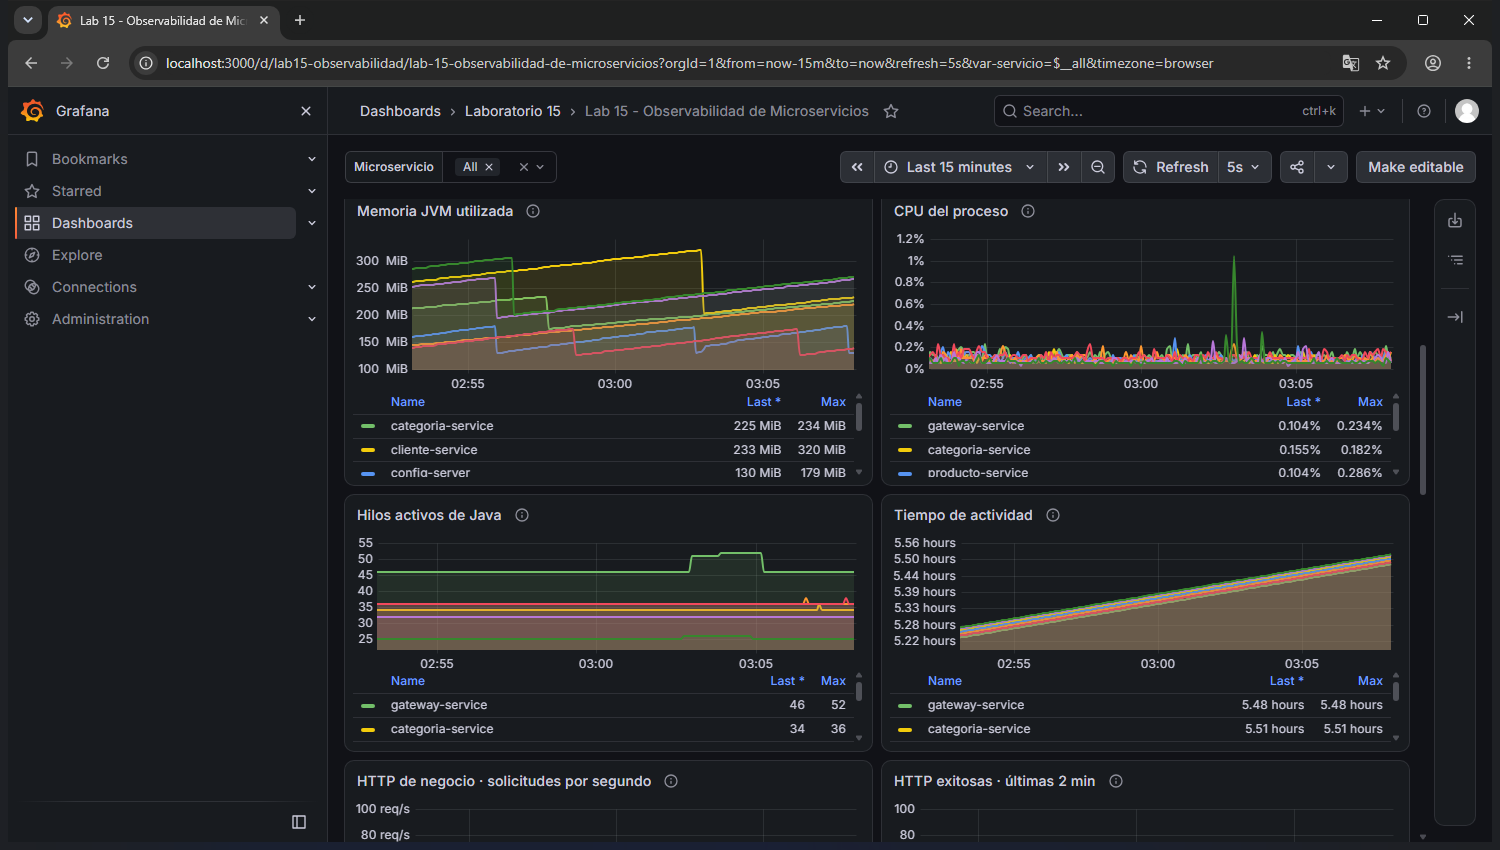 Lab 15 - Observabilidad de Mic
localhost:3000/d/lab15-observabilidad/lab-15-observabilidad-de-microservicios?orgId=1&from=now-15m&to=now&refresh=5s&var-servicio=$__all&timezone=browser
Grafana
Dashboards › Laboratorio 15 › Lab 15 - Observabilidad de Microservicios
Search... ctrl+k
Bookmarks
Starred
Dashboards
Explore
Connections
Administration
Microservicio All
Last 15 minutes
Refresh 5s
Make editable
Memoria JVM utilizada
300 MiB
250 MiB
200 MiB
150 MiB
100 MiB
02:55 03:00 03:05
Name Last * Max
categoria-service 225 MiB 234 MiB
cliente-service 233 MiB 320 MiB
config-server 130 MiB 179 MiB
CPU del proceso
1.2%
1%
0.8%
0.6%
0.4%
0.2%
0%
02:55 03:00 03:05
Name Last * Max
gateway-service 0.104% 0.234%
categoria-service 0.155% 0.182%
producto-service 0.104% 0.286%
Hilos activos de Java
55
50
45
40
35
30
25
02:55 03:00 03:05
Name Last * Max
gateway-service 46 52
categoria-service 34 36
Tiempo de actividad
5.56 hours
5.50 hours
5.44 hours
5.39 hours
5.33 hours
5.28 hours
5.22 hours
02:55 03:00 03:05
Name Last * Max
gateway-service 5.48 hours 5.48 hours
categoria-service 5.51 hours 5.51 hours
HTTP de negocio · solicitudes por segundo
100 req/s
80 req/s
HTTP exitosas · últimas 2 min
100
80